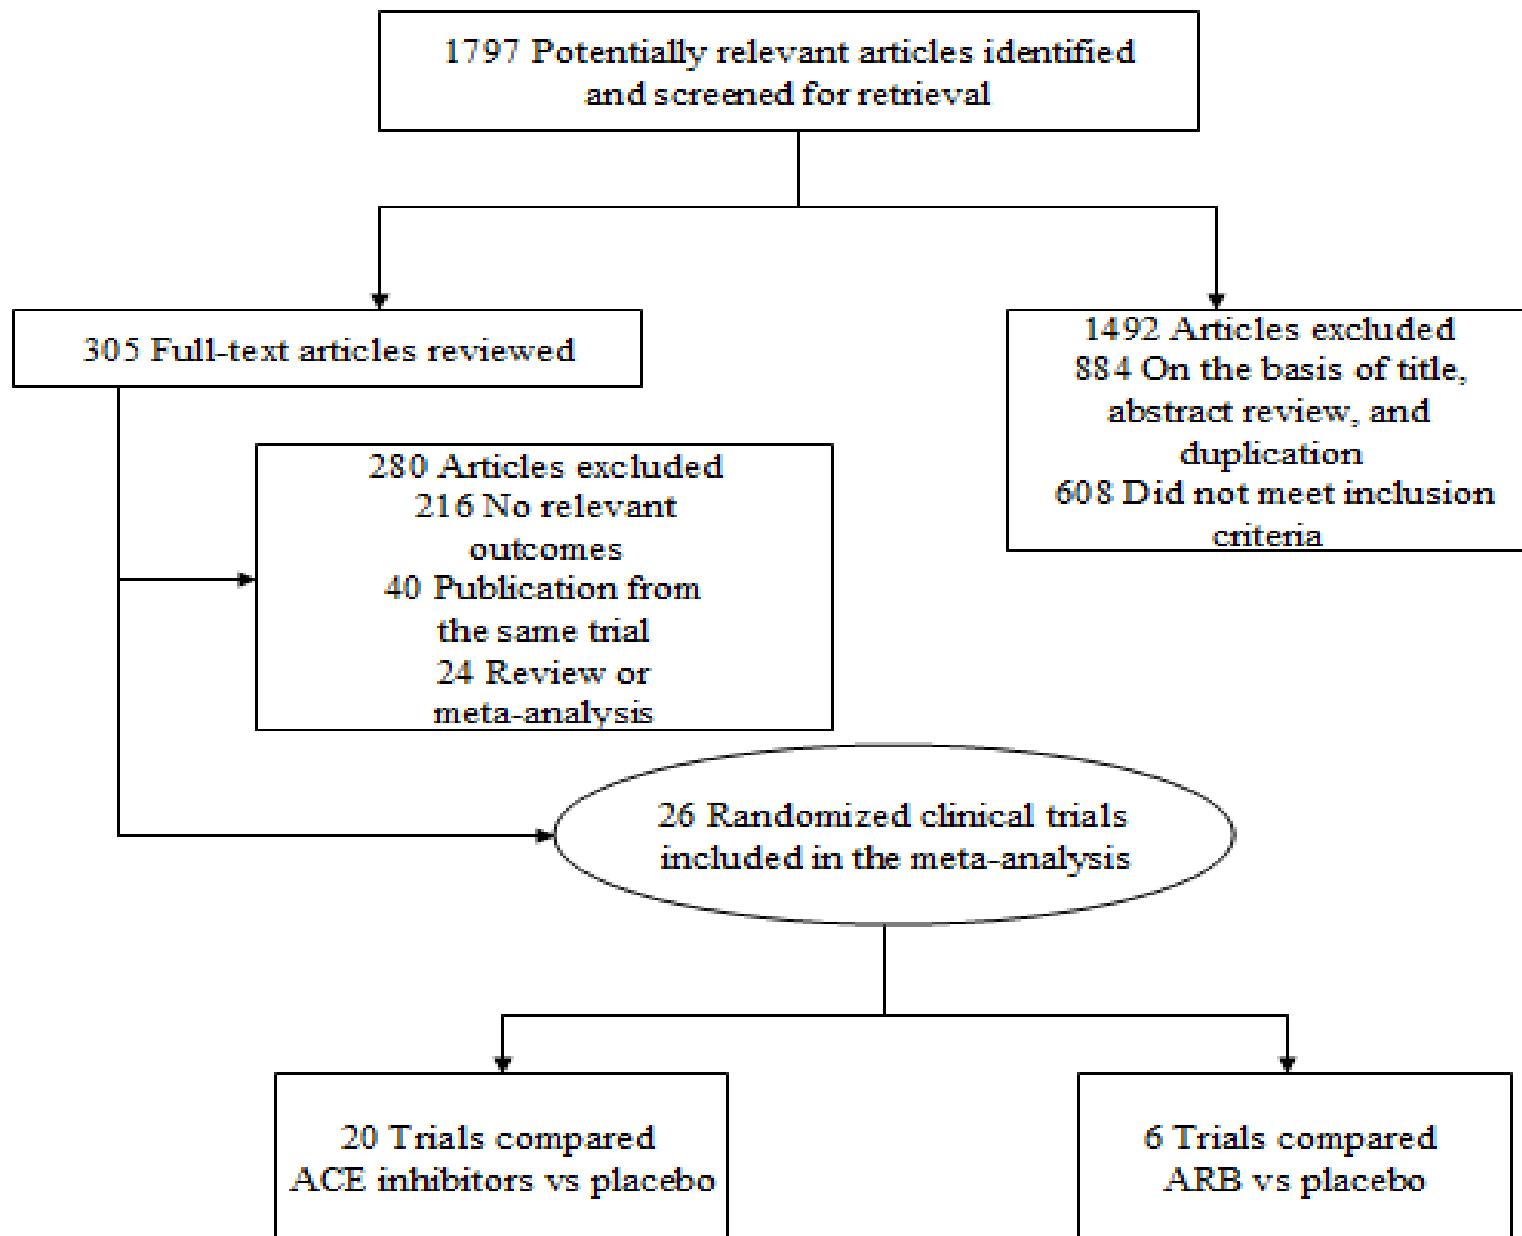 1797 Potentially relevant articles identified
and screened for retrieval
305 Full-text articles reviewed
1492 Articles excluded
884 On the basis of title,
abstract review, and
duplication
608 Did not meet inclusion
criteria
280 Articles excluded
216 No relevant
outcomes
40 Publication from
the same trial
24 Review or
meta-analysis
26 Randomized clinical trials
included in the meta-analysis
20 Trials compared
ACE inhibitors vs placebo
6 Trials compared
ARB vs placebo